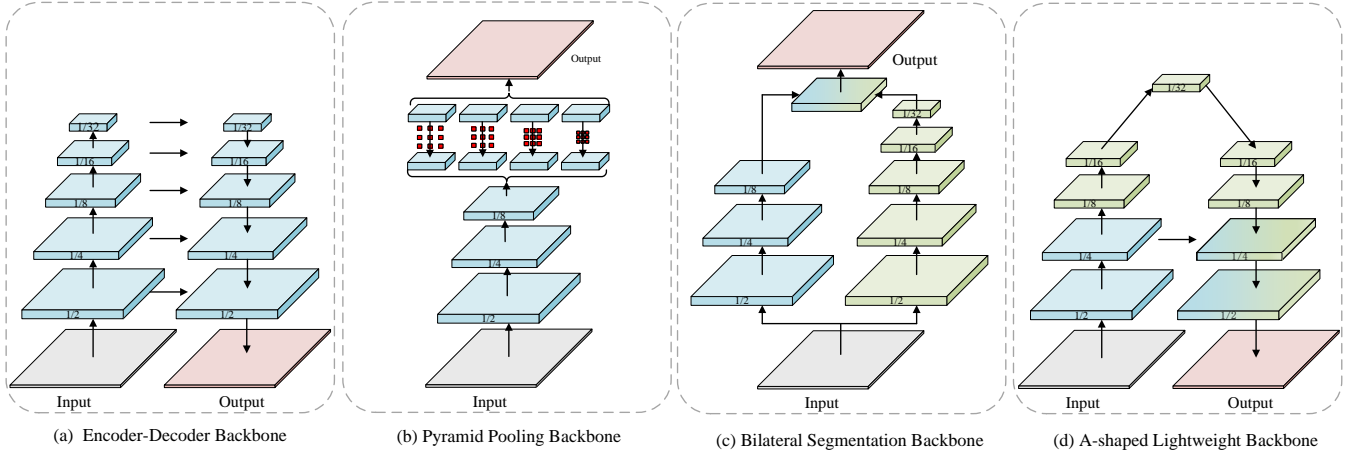 1/32
1/32
1/16
1/16
1/8
1/8
1/4
1/4
1/2
1/2
Input
Output
(a) Encoder-Decoder Backbone
Output
1/8
1/4
1/2
Input
(b) Pyramid Pooling Backbone
Output
1/32
1/16
1/8
1/8
1/4
1/4
1/2
1/2
Input
(c) Bilateral Segmentation Backbone
1/32
1/16
1/16
1/8
1/8
1/4
1/4
1/2
1/2
Input
Output
(d) A-shaped Lightweight Backbone